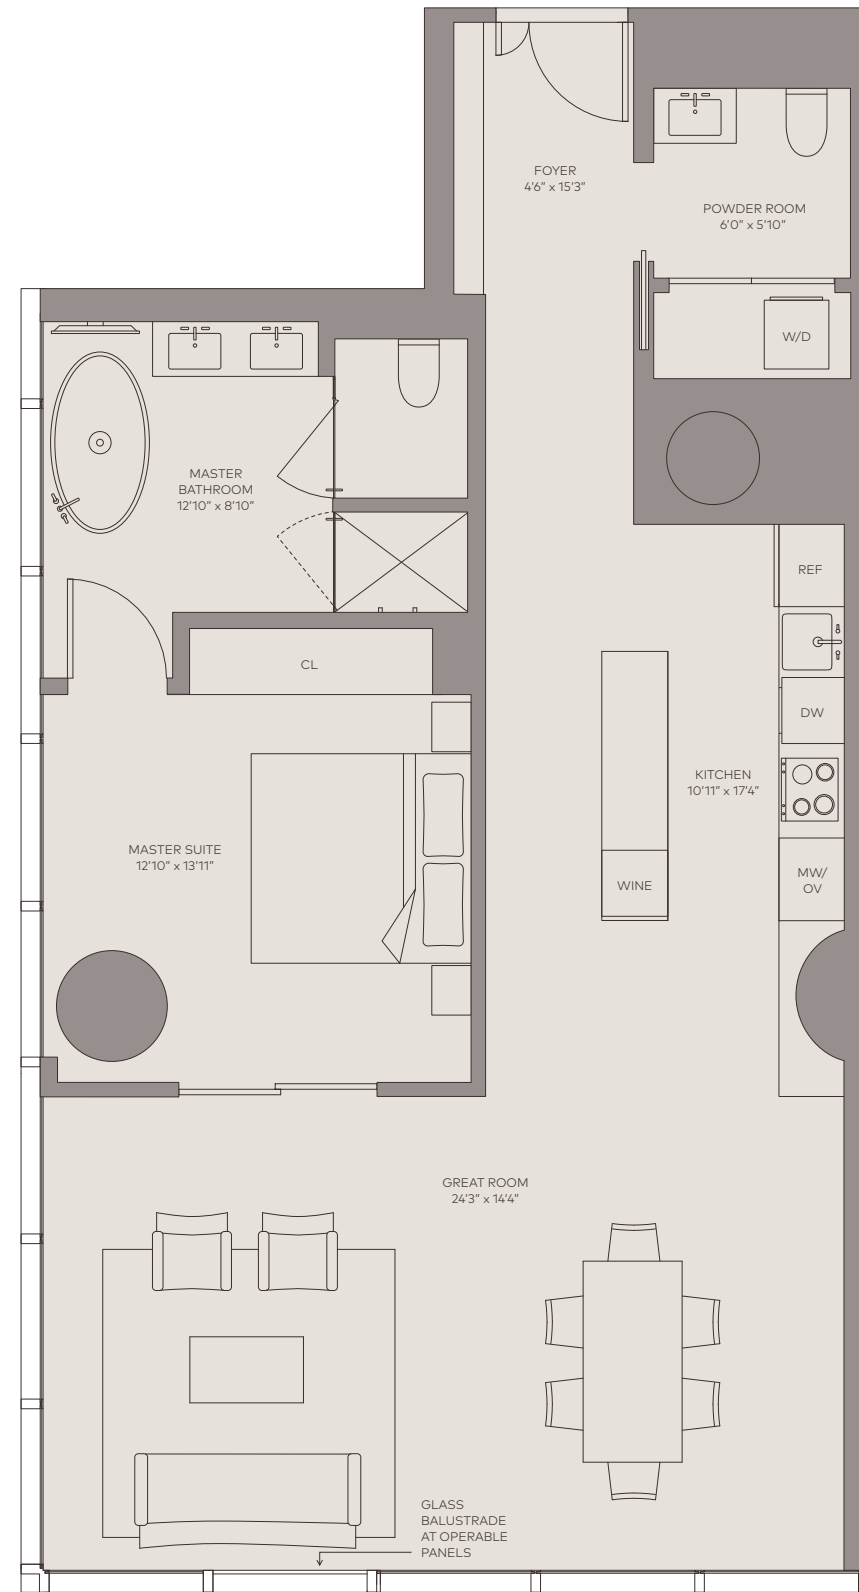 FOYER
4'6" x 15'3"
POWDER ROOM
6'0" x 5'10"
W/D
MASTER
BATHROOM
12'10" x 8'10"
REF
CL
DW
KITCHEN
10'11" x 17'4"
MASTER SUITE
12'10" x 13'11"
WINE
MW/
OV
GREAT ROOM
24'3" x 14'4"
GLASS
BALUSTRADE
AT OPERABLE
PANELS